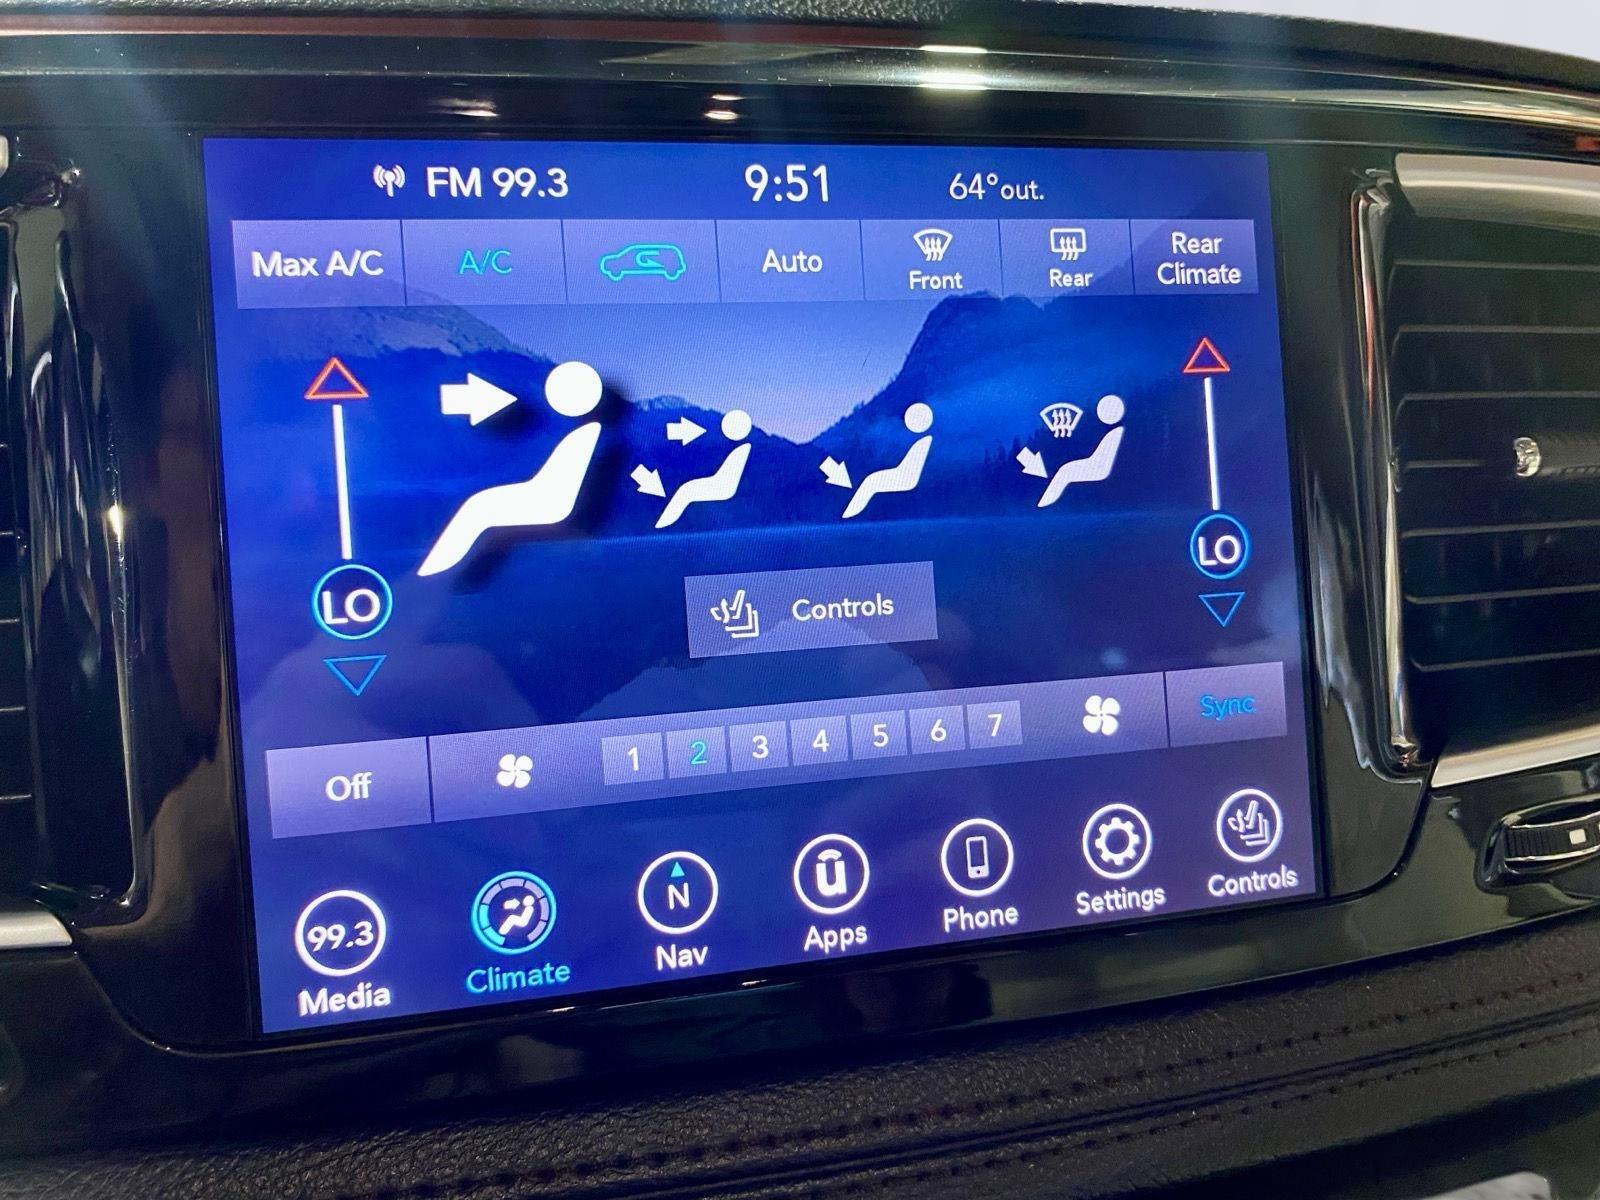 FM 99.3
9:51
64°out.
Max A/C
A/C
Auto
Front
Rear
Rear
Climate
LO
LO
Controls
Off
1 2 3 4 5 6 7
Sync
99.3
Media
Climate
N
Nav
ū
Apps
Phone
Settings
Controls